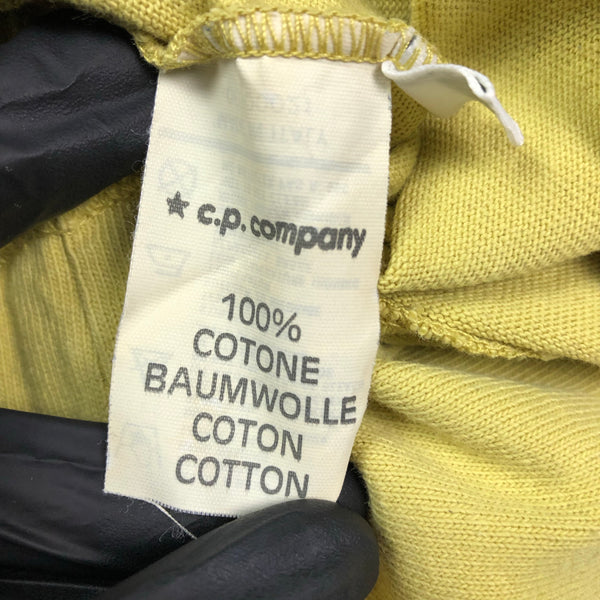 ★ c.p. company
100%
COTONE
BAUMWOLLE
COTON
COTTON